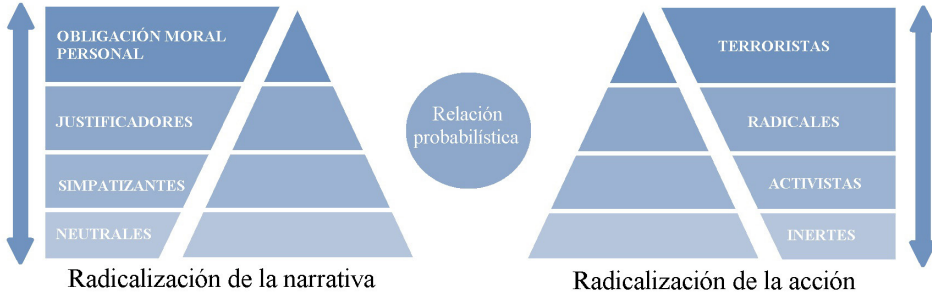 OBLIGACIÓN MORAL
PERSONAL
JUSTIFICADORES
SIMPATIZANTES
NEUTRALES
Radicalización de la narrativa
Relación
probabilística
TERRORISTAS
RADICALES
ACTIVISTAS
INERTES
Radicalización de la acción